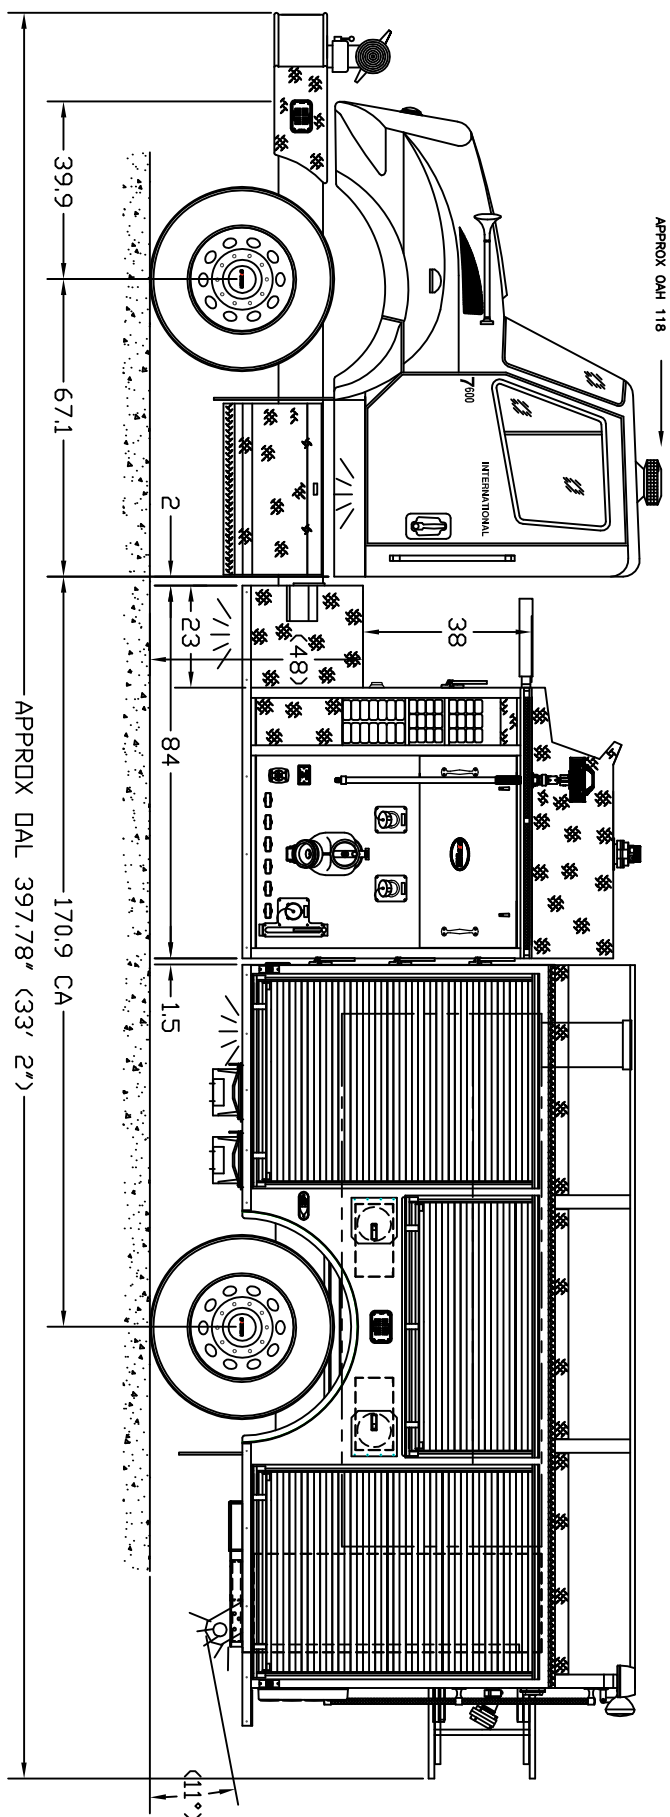 APPROX OAH 118
7600
INTERNATIONAL
39.9
67.1
2
23
(48)
38
84
1.5
170.9 CA
APPROX OAL 397.78" (33' 2")
(11°)